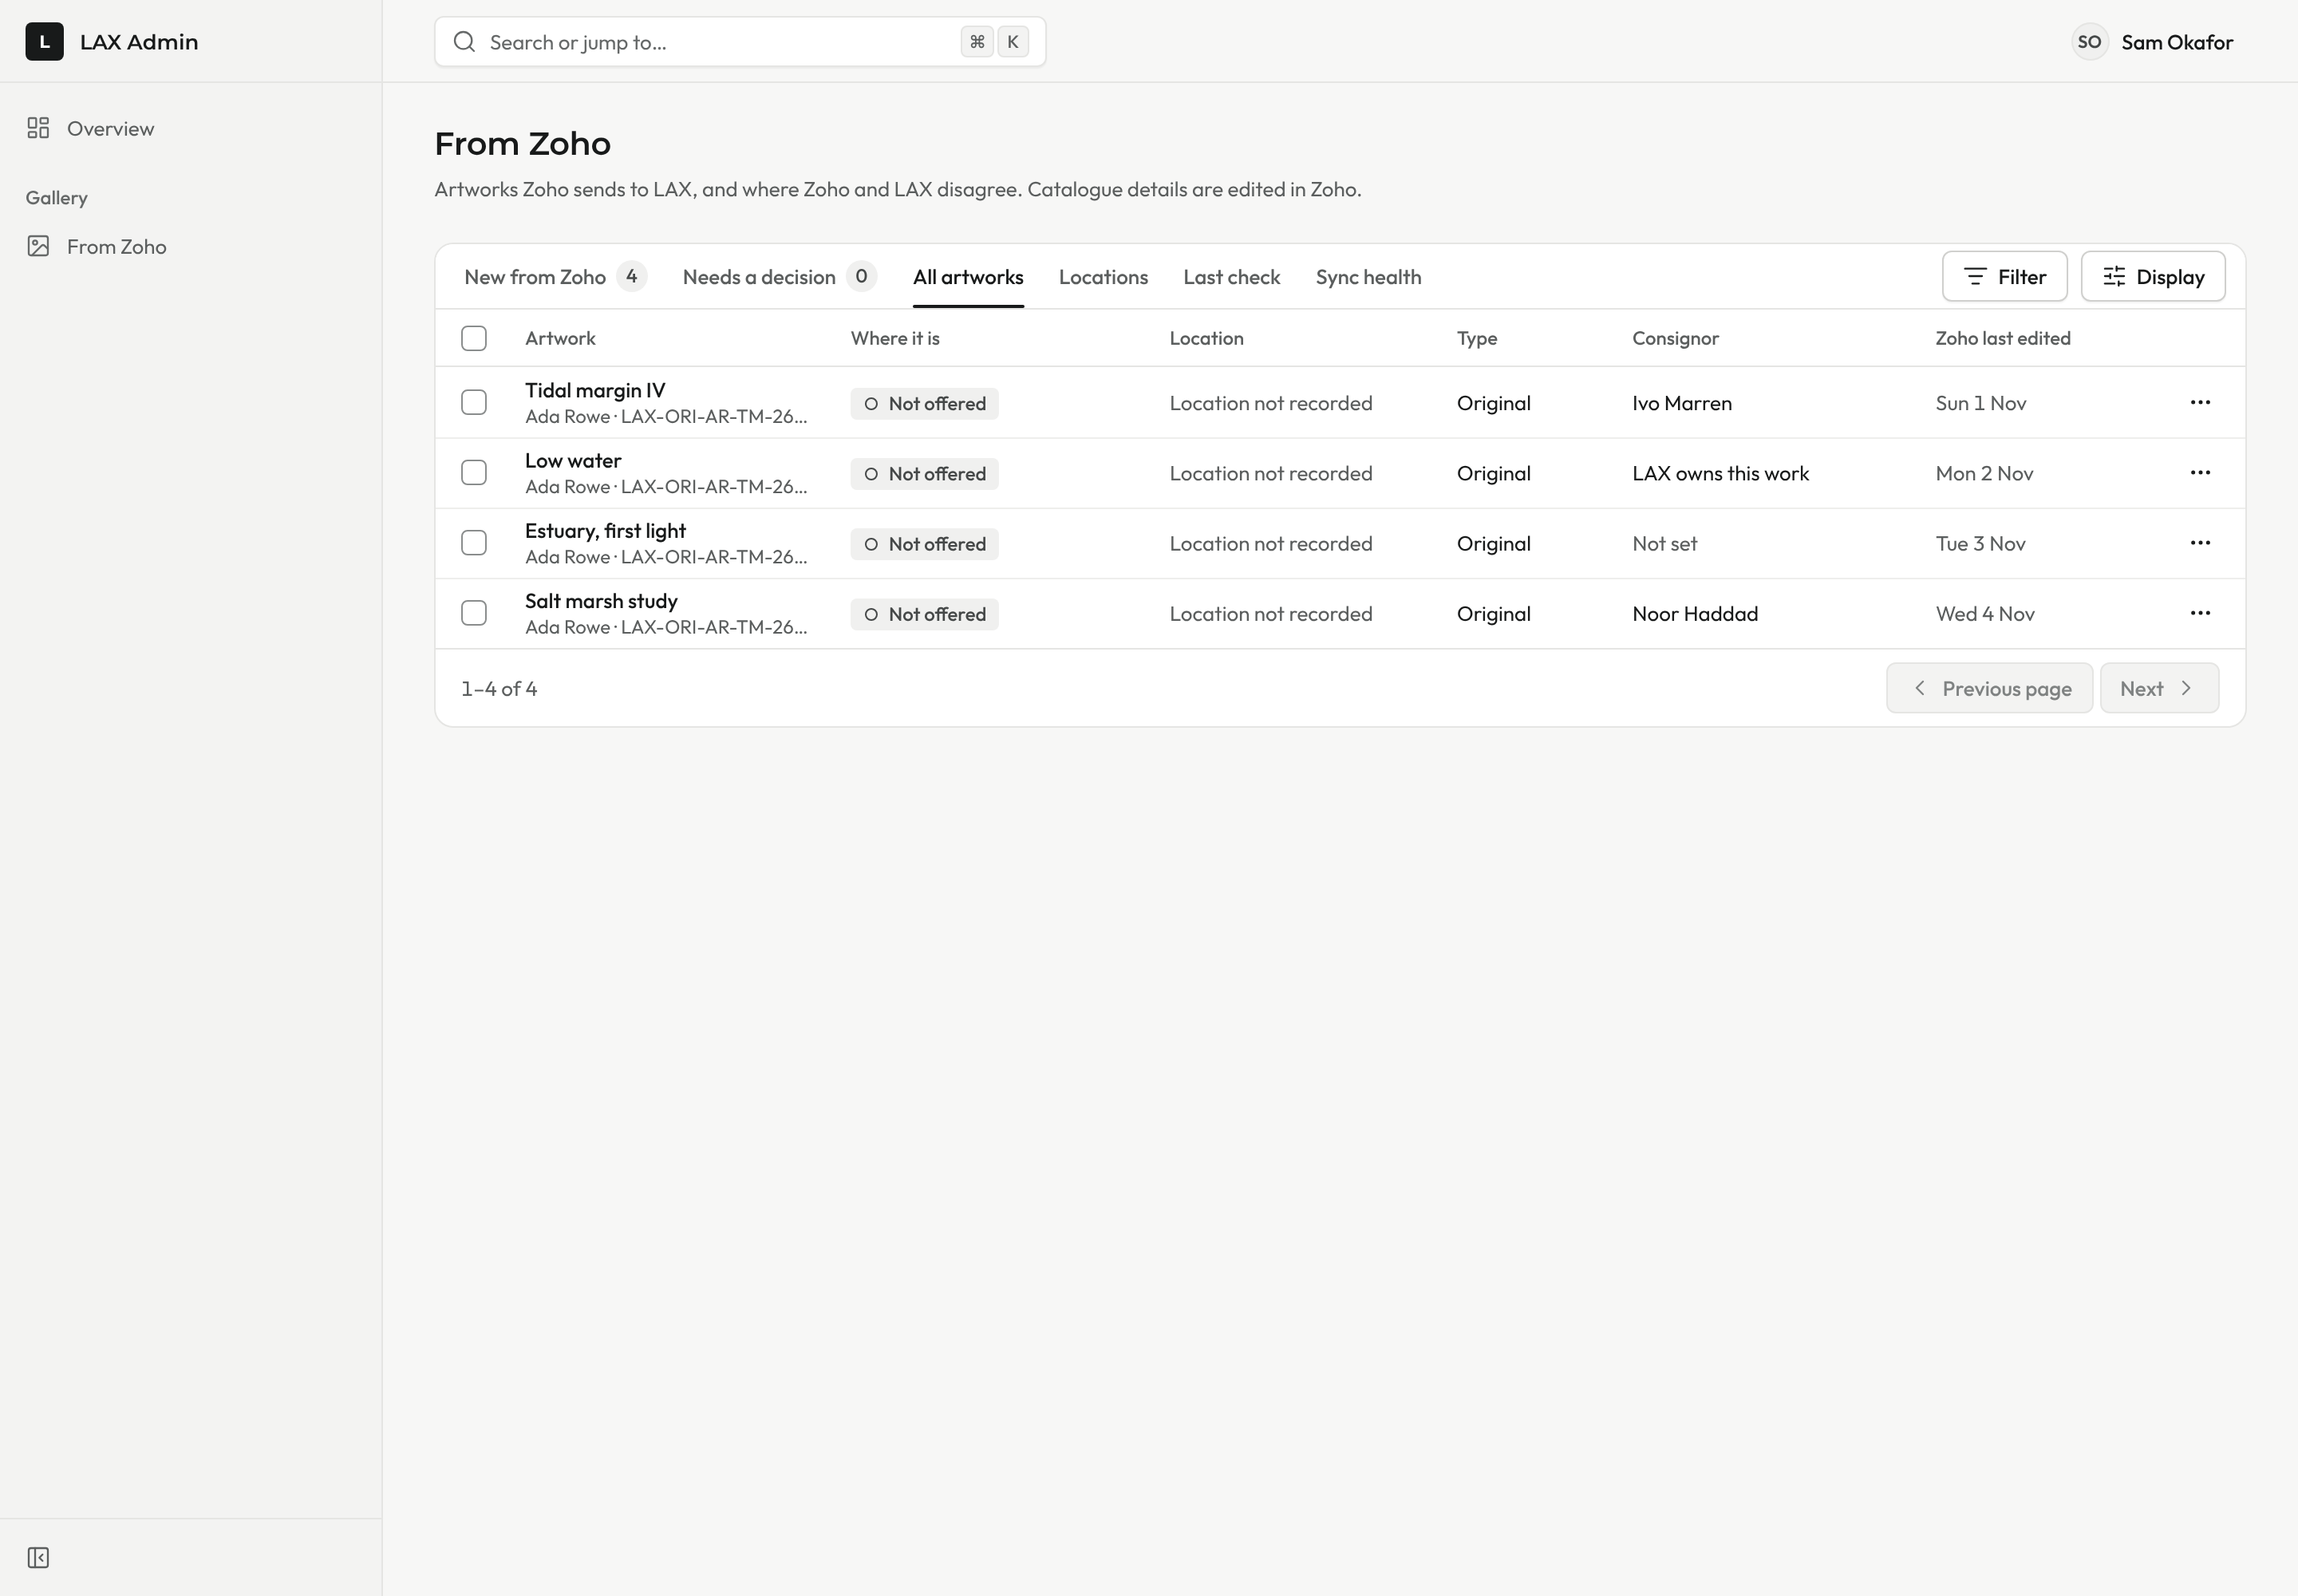 L LAX Admin
Search or jump to... ⌘ K
SO Sam Okafor
Overview
Gallery
From Zoho
From Zoho
Artworks Zoho sends to LAX, and where Zoho and LAX disagree. Catalogue details are edited in Zoho.
New from Zoho 4 Needs a decision 0 All artworks Locations Last check Sync health Filter Display
Artwork Where it is Location Type Consignor Zoho last edited
Tidal margin IV
Ada Rowe · LAX-ORI-AR-TM-26... Not offered Location not recorded Original Ivo Marren Sun 1 Nov
Low water
Ada Rowe · LAX-ORI-AR-TM-26... Not offered Location not recorded Original LAX owns this work Mon 2 Nov
Estuary, first light
Ada Rowe · LAX-ORI-AR-TM-26... Not offered Location not recorded Original Not set Tue 3 Nov
Salt marsh study
Ada Rowe · LAX-ORI-AR-TM-26... Not offered Location not recorded Original Noor Haddad Wed 4 Nov
1–4 of 4 Previous page Next